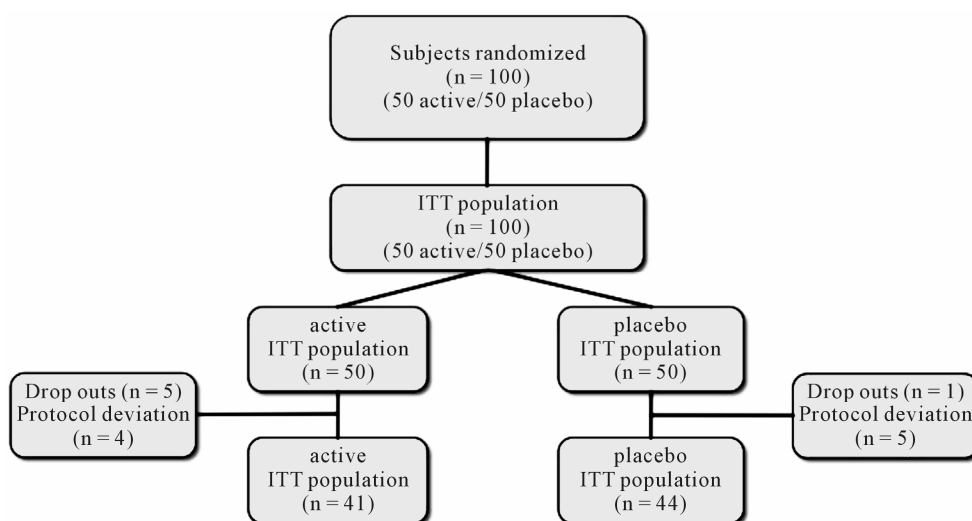 Subjects randomized
(n = 100)
(50 active/50 placebo)
ITT population
(n = 100)
(50 active/50 placebo)
active
ITT population
(n = 50)
placebo
ITT population
(n = 50)
Drop outs (n = 5)
Protocol deviation
(n = 4)
Drop outs (n = 1)
Protocol deviation
(n = 5)
active
ITT population
(n = 41)
placebo
ITT population
(n = 44)